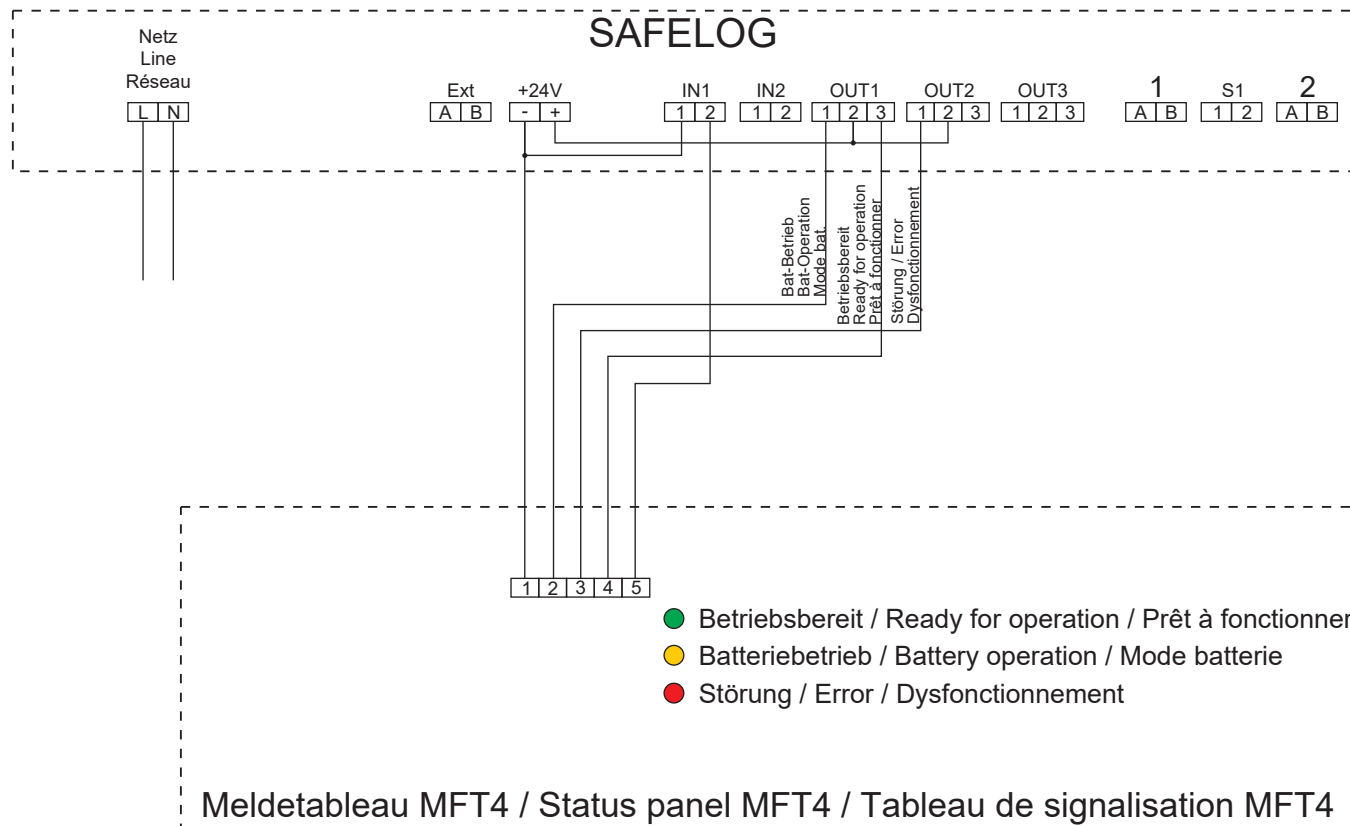 SAFELOG
Netz
Line
Réseau
L N
Ext
A B
+24V
- +
IN1
1 2
IN2
1 2
OUT1
1 2 3
OUT2
1 2 3
OUT3
1 2 3
1
A B
S1
1 2
2
A B
Bat-Betrieb
Bat-Operation
Mode bat.
Betriebsbereit
Ready for operation
Prêt à fonctionner
Störung / Error
Dysfonctionnement
1 2 3 4 5
Betriebsbereit / Ready for operation / Prêt à fonctionner
Batteriebetrieb / Battery operation / Mode batterie
Störung / Error / Dysfonctionnement
Meldetableau MFT4 / Status panel MFT4 / Tableau de signalisation MFT4